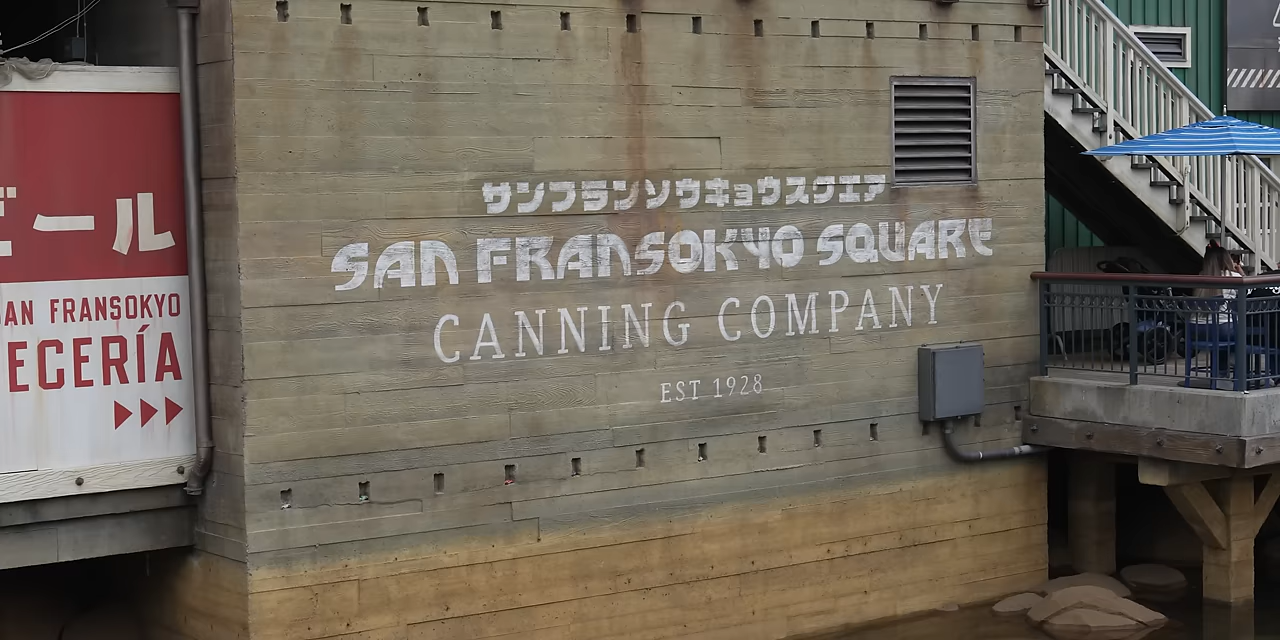 ビール
SAN FRANSOKYO
ECERÍA
サンフランソウキョウスクエア
SAN FRANSOKYO SQUARE
CANNING COMPANY
EST 1928